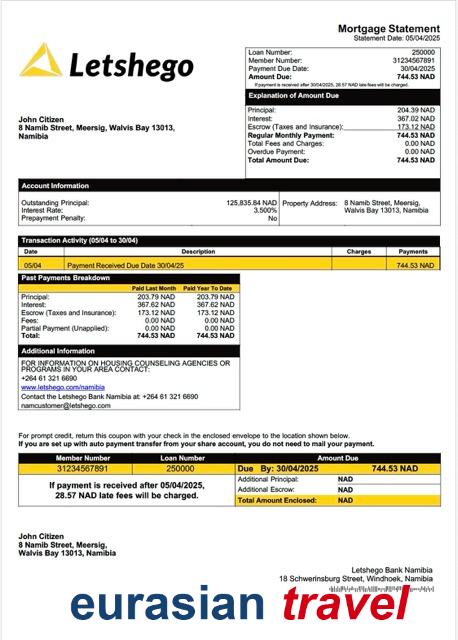 Mortgage Statement
Statement Date: 05/04/2025
Letshego
Loan Number: 250000
Member Number: 31234567891
Payment Due Date: 30/04/2025
Amount Due: 744.53 NAD
If payment is received after 30/04/2025, 28.57 NAD late fees will be charged.
Explanation of Amount Due
Principal: 204.39 NAD
Interest: 367.02 NAD
Escrow (Taxes and Insurance): 173.12 NAD
Regular Monthly Payment: 744.53 NAD
Total Fees and Charges: 0.00 NAD
Overdue Payment: 0.00 NAD
Total Amount Due: 744.53 NAD
John Citizen
8 Namib Street, Meersig, Walvis Bay 13013,
Namibia
Account Information
Outstanding Principal: 125,835.84 NAD
Interest Rate: 3.500%
Prepayment Penalty: No
Property Address: 8 Namib Street, Meersig,
Walvis Bay 13013, Namibia
Transaction Activity (05/04 to 30/04)
Date Description Charges Payments
05/04 Payment Received Due Date 30/04/25 744.53 NAD
Past Payments Breakdown
Paid Last Month Paid Year To Date
Principal: 203.79 NAD 203.79 NAD
Interest: 367.62 NAD 367.62 NAD
Escrow (Taxes and Insurance): 173.12 NAD 173.12 NAD
Fees: 0.00 NAD 0.00 NAD
Partial Payment (Unapplied): 0.00 NAD 0.00 NAD
Total: 744.53 NAD 744.53 NAD
Additional Information
FOR INFORMATION ON HOUSING COUNSELING AGENCIES OR
PROGRAMS IN YOUR AREA CONTACT:
+264 61 321 6690
www.letshego.com/namibia
Contact the Letshego Bank Namibia at: +264 61 321 6690
namcustomer@letshego.com
For prompt credit, return this coupon with your check in the enclosed envelope to the location shown below.
If you are set up with auto payment transfer from your share account, you do not need to mail your payment.
Member Number Loan Number Amount Due
31234567891 250000 Due By: 30/04/2025 744.53 NAD
If payment is received after 05/04/2025,
28.57 NAD late fees will be charged.
Additional Principal: NAD
Additional Escrow: NAD
Total Amount Enclosed: NAD
John Citizen
8 Namib Street, Meersig,
Walvis Bay 13013, Namibia
Letshego Bank Namibia
18 Schwerinsburg Street, Windhoek, Namibia
eurasian travel